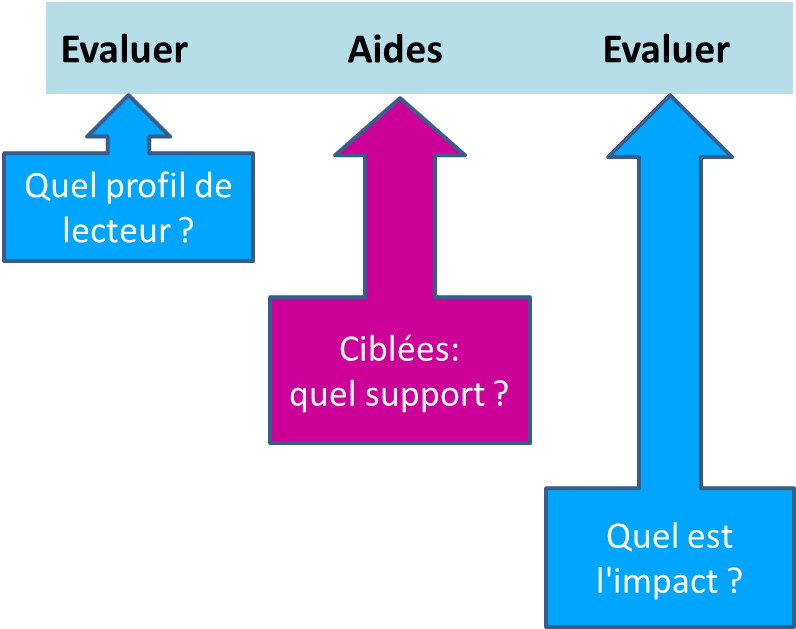 Evaluer Aides Evaluer
Quel profil de
lecteur ?
Ciblées:
quel support ?
Quel est
l'impact ?